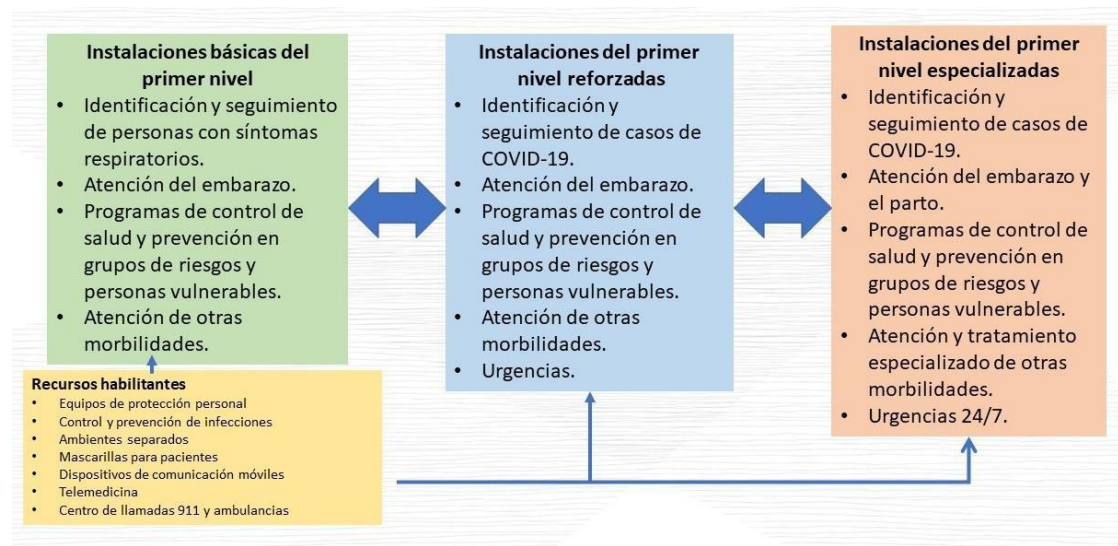 Instalaciones básicas del
primer nivel
• Identificación y seguimiento
de personas con síntomas
respiratorios.
• Atención del embarazo.
• Programas de control de
salud y prevención en
grupos de riesgos y
personas vulnerables.
• Atención de otras
morbilidades.
Recursos habilitantes
• Equipos de protección personal
• Control y prevención de infecciones
• Ambientes separados
• Mascarillas para pacientes
• Dispositivos de comunicación móviles
• Telemedicina
• Centro de llamadas 911 y ambulancias
Instalaciones del primer
nivel reforzadas
• Identificación y
seguimiento de casos de
COVID-19.
• Atención del embarazo.
• Programas de control de
salud y prevención en
grupos de riesgos y
personas vulnerables.
• Atención de otras
morbilidades.
• Urgencias.
Instalaciones del primer
nivel especializadas
• Identificación y
seguimiento de casos de
COVID-19.
• Atención del embarazo y
el parto.
• Programas de control de
salud y prevención en
grupos de riesgos y
personas vulnerables.
• Atención y tratamiento
especializado de otras
morbilidades.
• Urgencias 24/7.